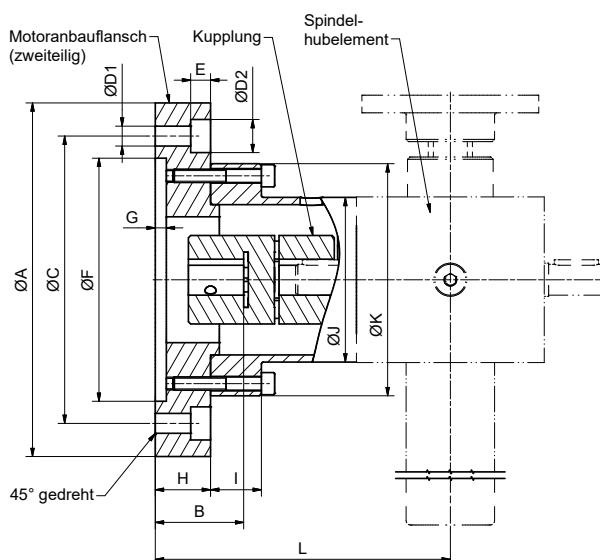 Motoranbauflansch
(zweiteilig)
Kupplung
Spindel-
hubelement
ØD1
E
ØD2
G
ØA
ØC
ØF
ØJ
ØK
45° gedreht
H
I
B
L